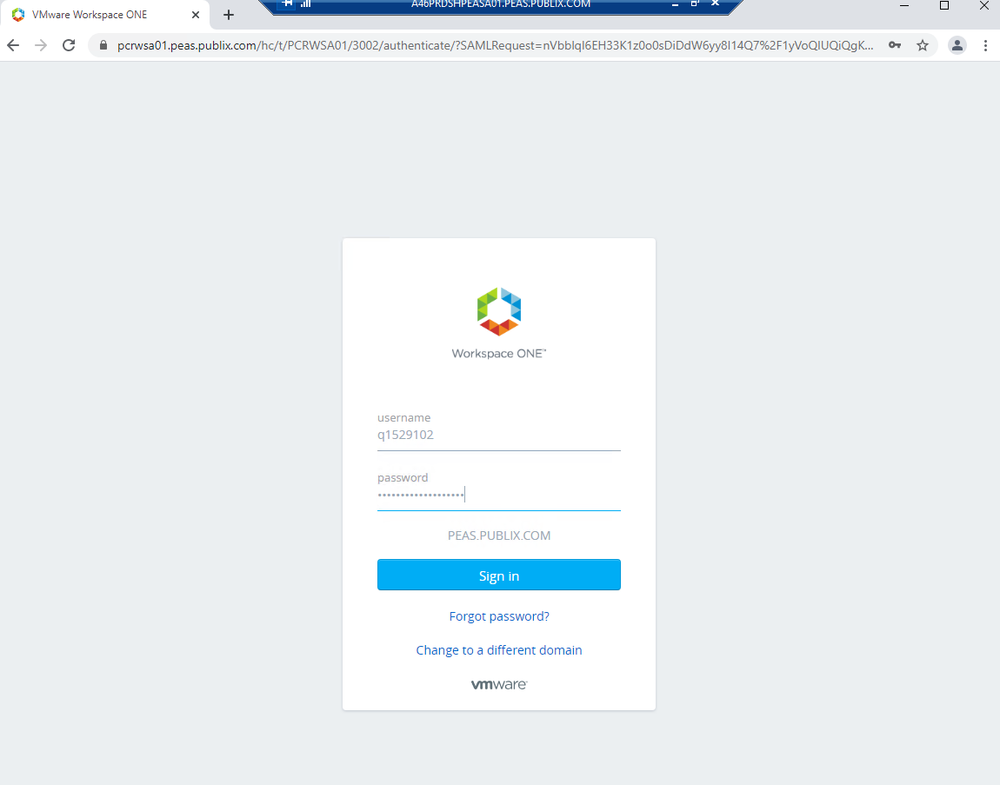 VMware Workspace ONE
A46PRDSHPEASA01.PEAS.PUBLIX.COM
pcrwsa01.peas.publix.com/hc/t/PCRWSA01/3002/authenticate/?SAMLRequest=nVbblqI6EH33K1z0o0sDiDdW6yy8I14Q7%2F1yVoQIUQiQgK...
Workspace ONE™
username
q1529102
password
PEAS.PUBLIX.COM
Sign in
Forgot password?
Change to a different domain
vmware